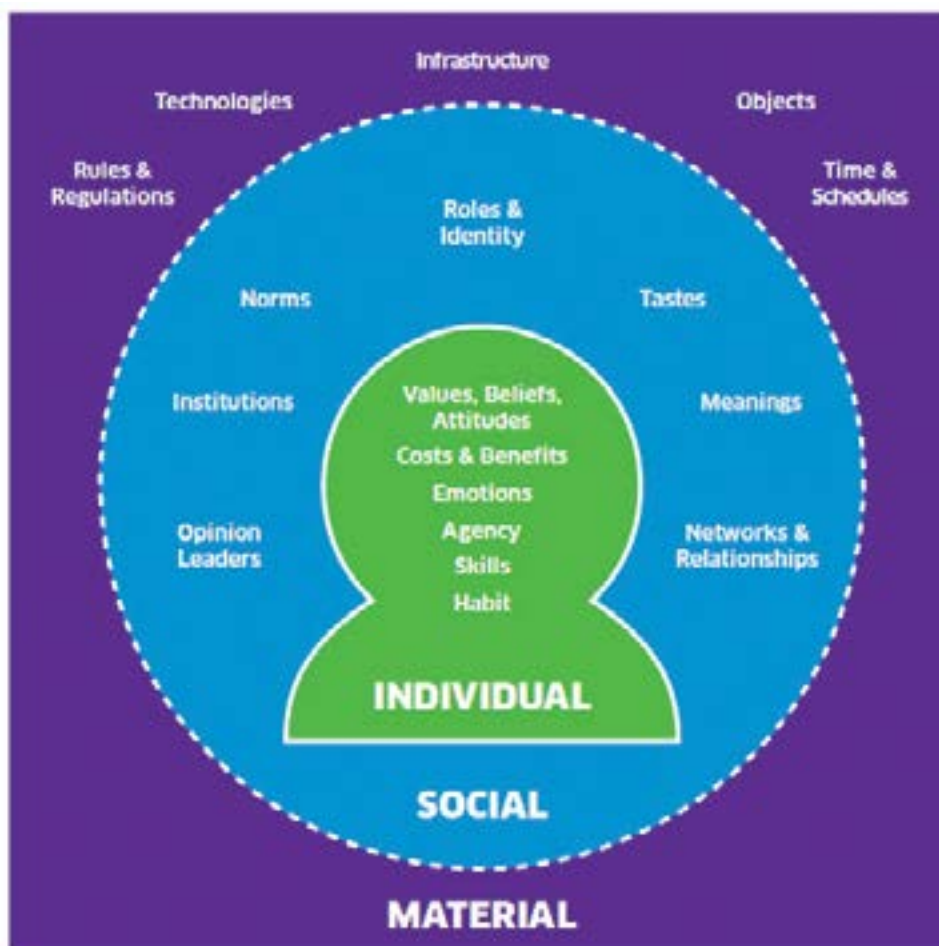 Infrastructure
Technologies
Objects
Rules &
Regulations
Time &
Schedules
Roles &
Identity
Norms
Tastes
Institutions
Values, Beliefs,
Attitudes
Meanings
Costs & Benefits
Emotions
Opinion
Leaders
Agency
Networks &
Relationships
Skills
Habit
INDIVIDUAL
SOCIAL
MATERIAL